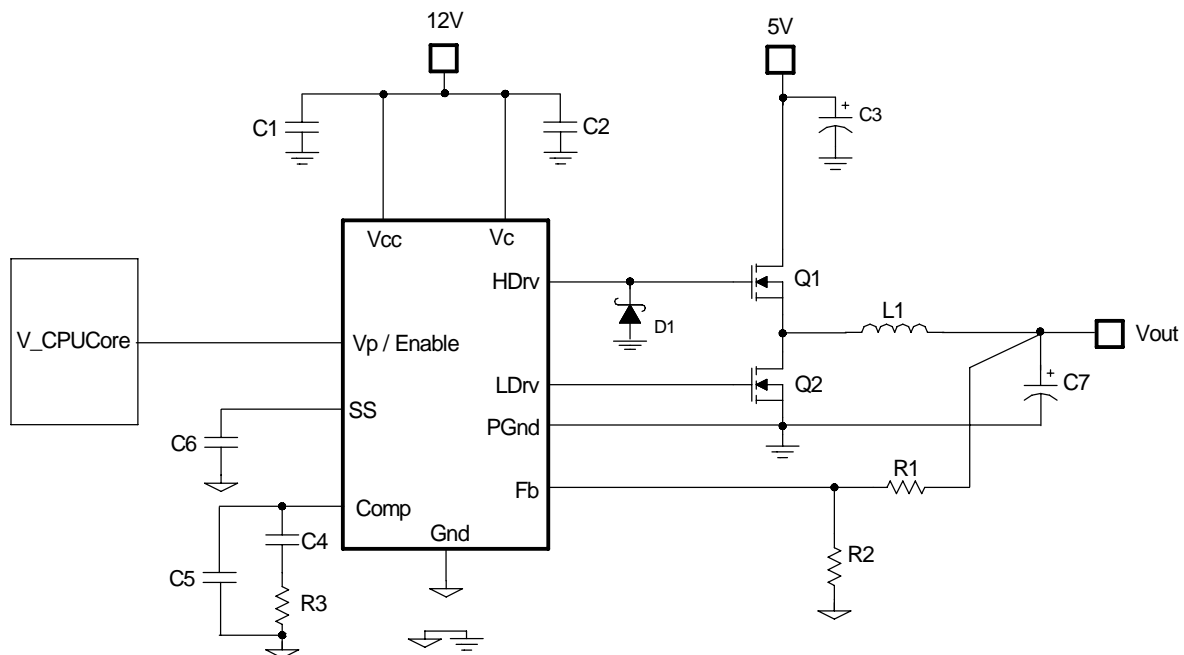 12V
5V
C1
C2
+
C3
Vcc
Vc
HDrv
Q1
D1
L1
V_CPUCore
Vp / Enable
Vout
LDrv
Q2
+
C7
SS
PGnd
C6
R1
Fb
Comp
Gnd
C4
R2
C5
R3